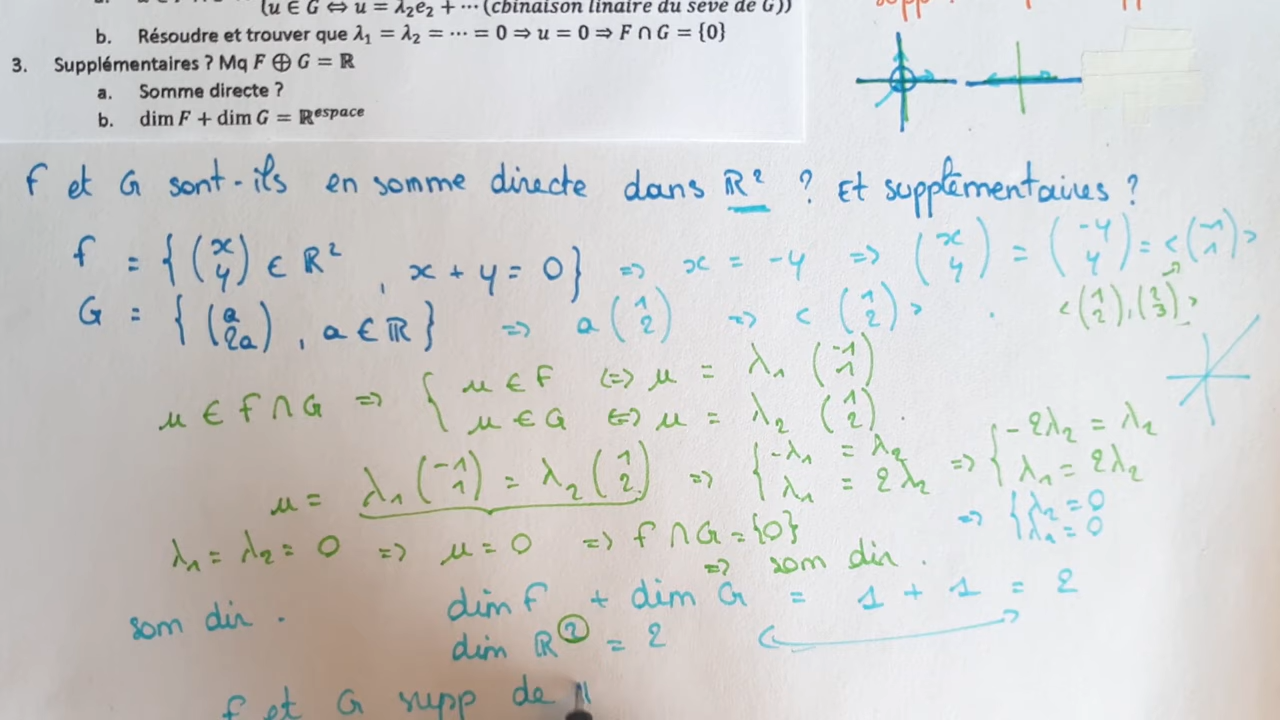 (u ∈ G ⇔ u = λ₂e₂ + ⋯ (cbinaison linaire du seve de G))
b. Résoudre et trouver que λ₁ = λ₂ = ⋯ = 0 ⇒ u = 0 ⇒ F ∩ G = {0}
3. Supplémentaires ? Mq F ⊕ G = ℝ
a. Somme directe ?
b. dim F + dim G = ℝ^espace
F et G sont-ils en somme directe dans ℝ² ? Et supplémentaires ?
F = {(x y) ∈ ℝ², x + y = 0} => x = -y => (x y) = (-y y) = <(-1 1)>
G = {(a 2a), a ∈ ℝ} => a (1 2) => <(1 2)>.
<(1 2), (2 3)>
u ∈ F ∩ G => { u ∈ F <=> u = λ₁ (-1 1)
u ∈ G <=> u = λ₂ (1 2).
u = λ₁ (-1 1) = λ₂ (1 2) => { -λ₁ = λ₂ => { -2λ₂ = λ₂
λ₁ = 2λ₂ λ₁ = 2λ₂
=> { λ₂ = 0
λ₁ = 0
λ₁ = λ₂ = 0 => u = 0 => F ∩ G = {0}
=> som dir.
som dir. dim F + dim G = 1 + 1 = 2
dim ℝ² = 2
F et G supp de